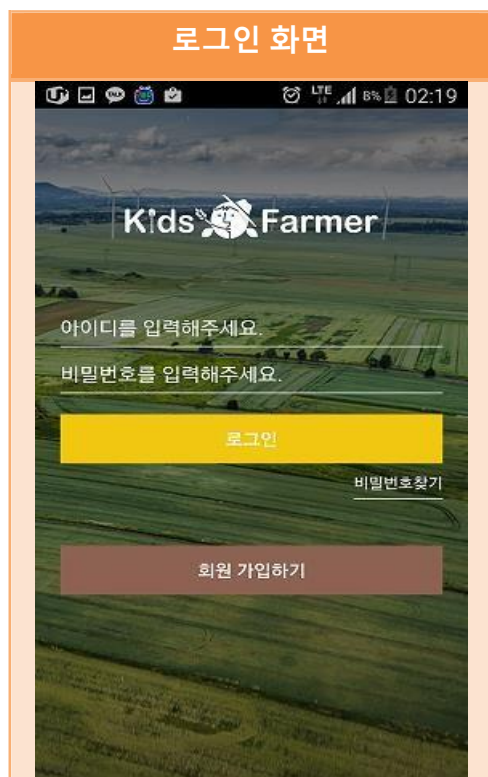 로그인 화면
LTE 8% 02:19
Kids Farmer
아이디를 입력해주세요.
비밀번호를 입력해주세요.
로그인
비밀번호찾기
회원 가입하기